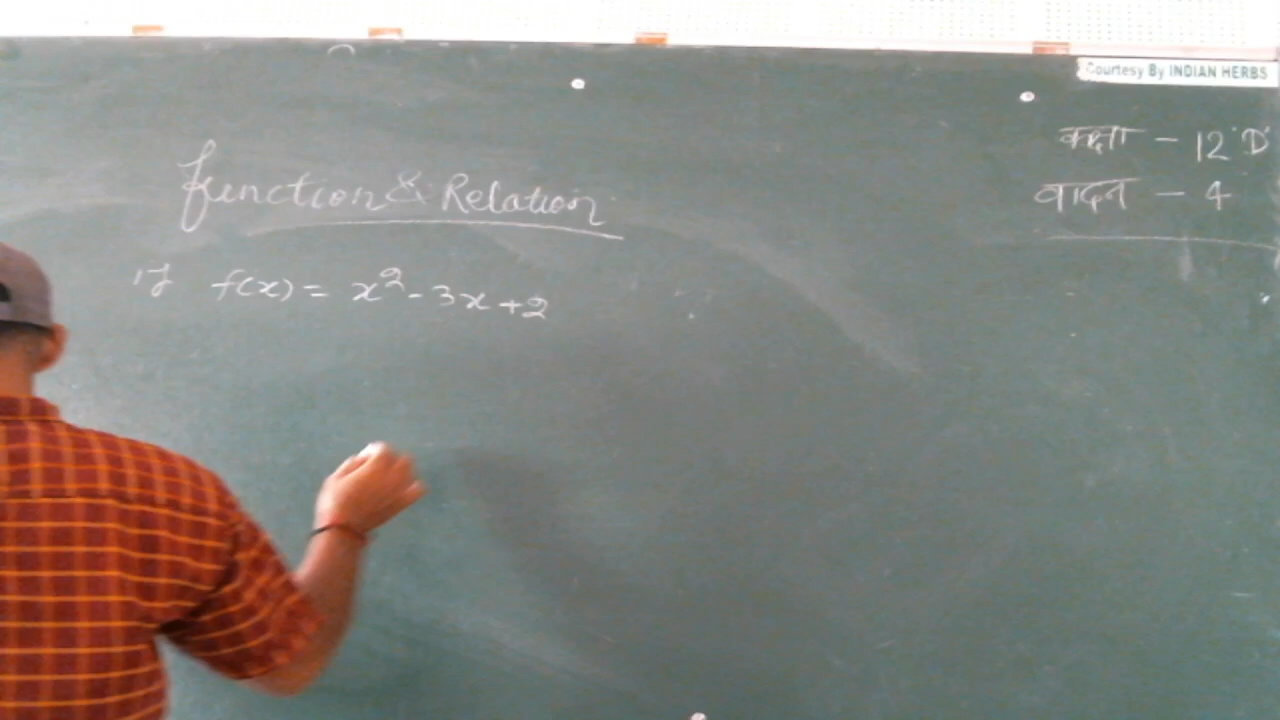 Courtesy By INDIAN HERBS
कक्षा - 12 'D'
वादन - 4
Function & Relation
If f(x) = x² - 3x + 2